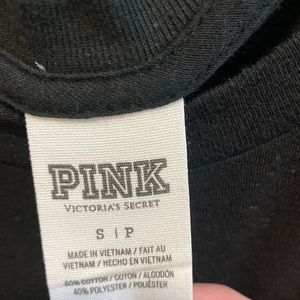 PINK
VICTORIA'S SECRET
S | P
MADE IN VIETNAM / FAIT AU
VIETNAM / HECHO EN VIETNAM
60% COTTON / COTON / ALGODÓN
40% POLYESTER / POLIÉSTER